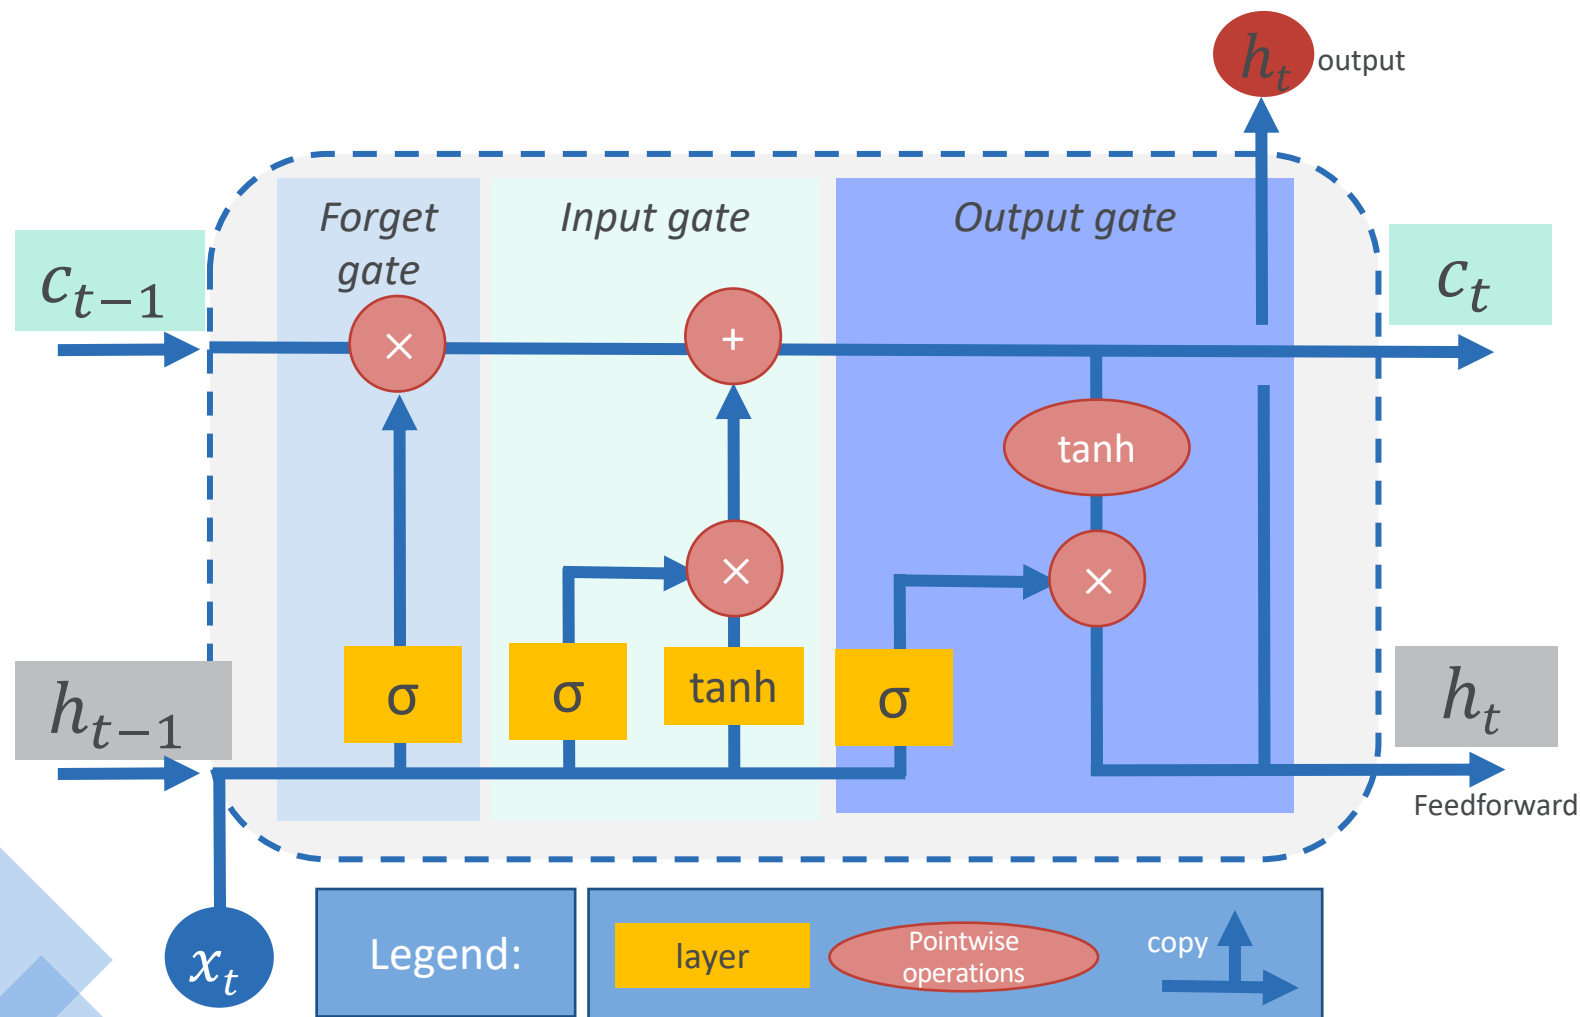 h_t output
Forget
gate
Input gate
Output gate
c_{t−1}
c_t
×
+
tanh
×
×
σ
σ
tanh
σ
h_{t−1}
h_t
Feedforward
x_t
Legend:
layer
Pointwise
operations
copy